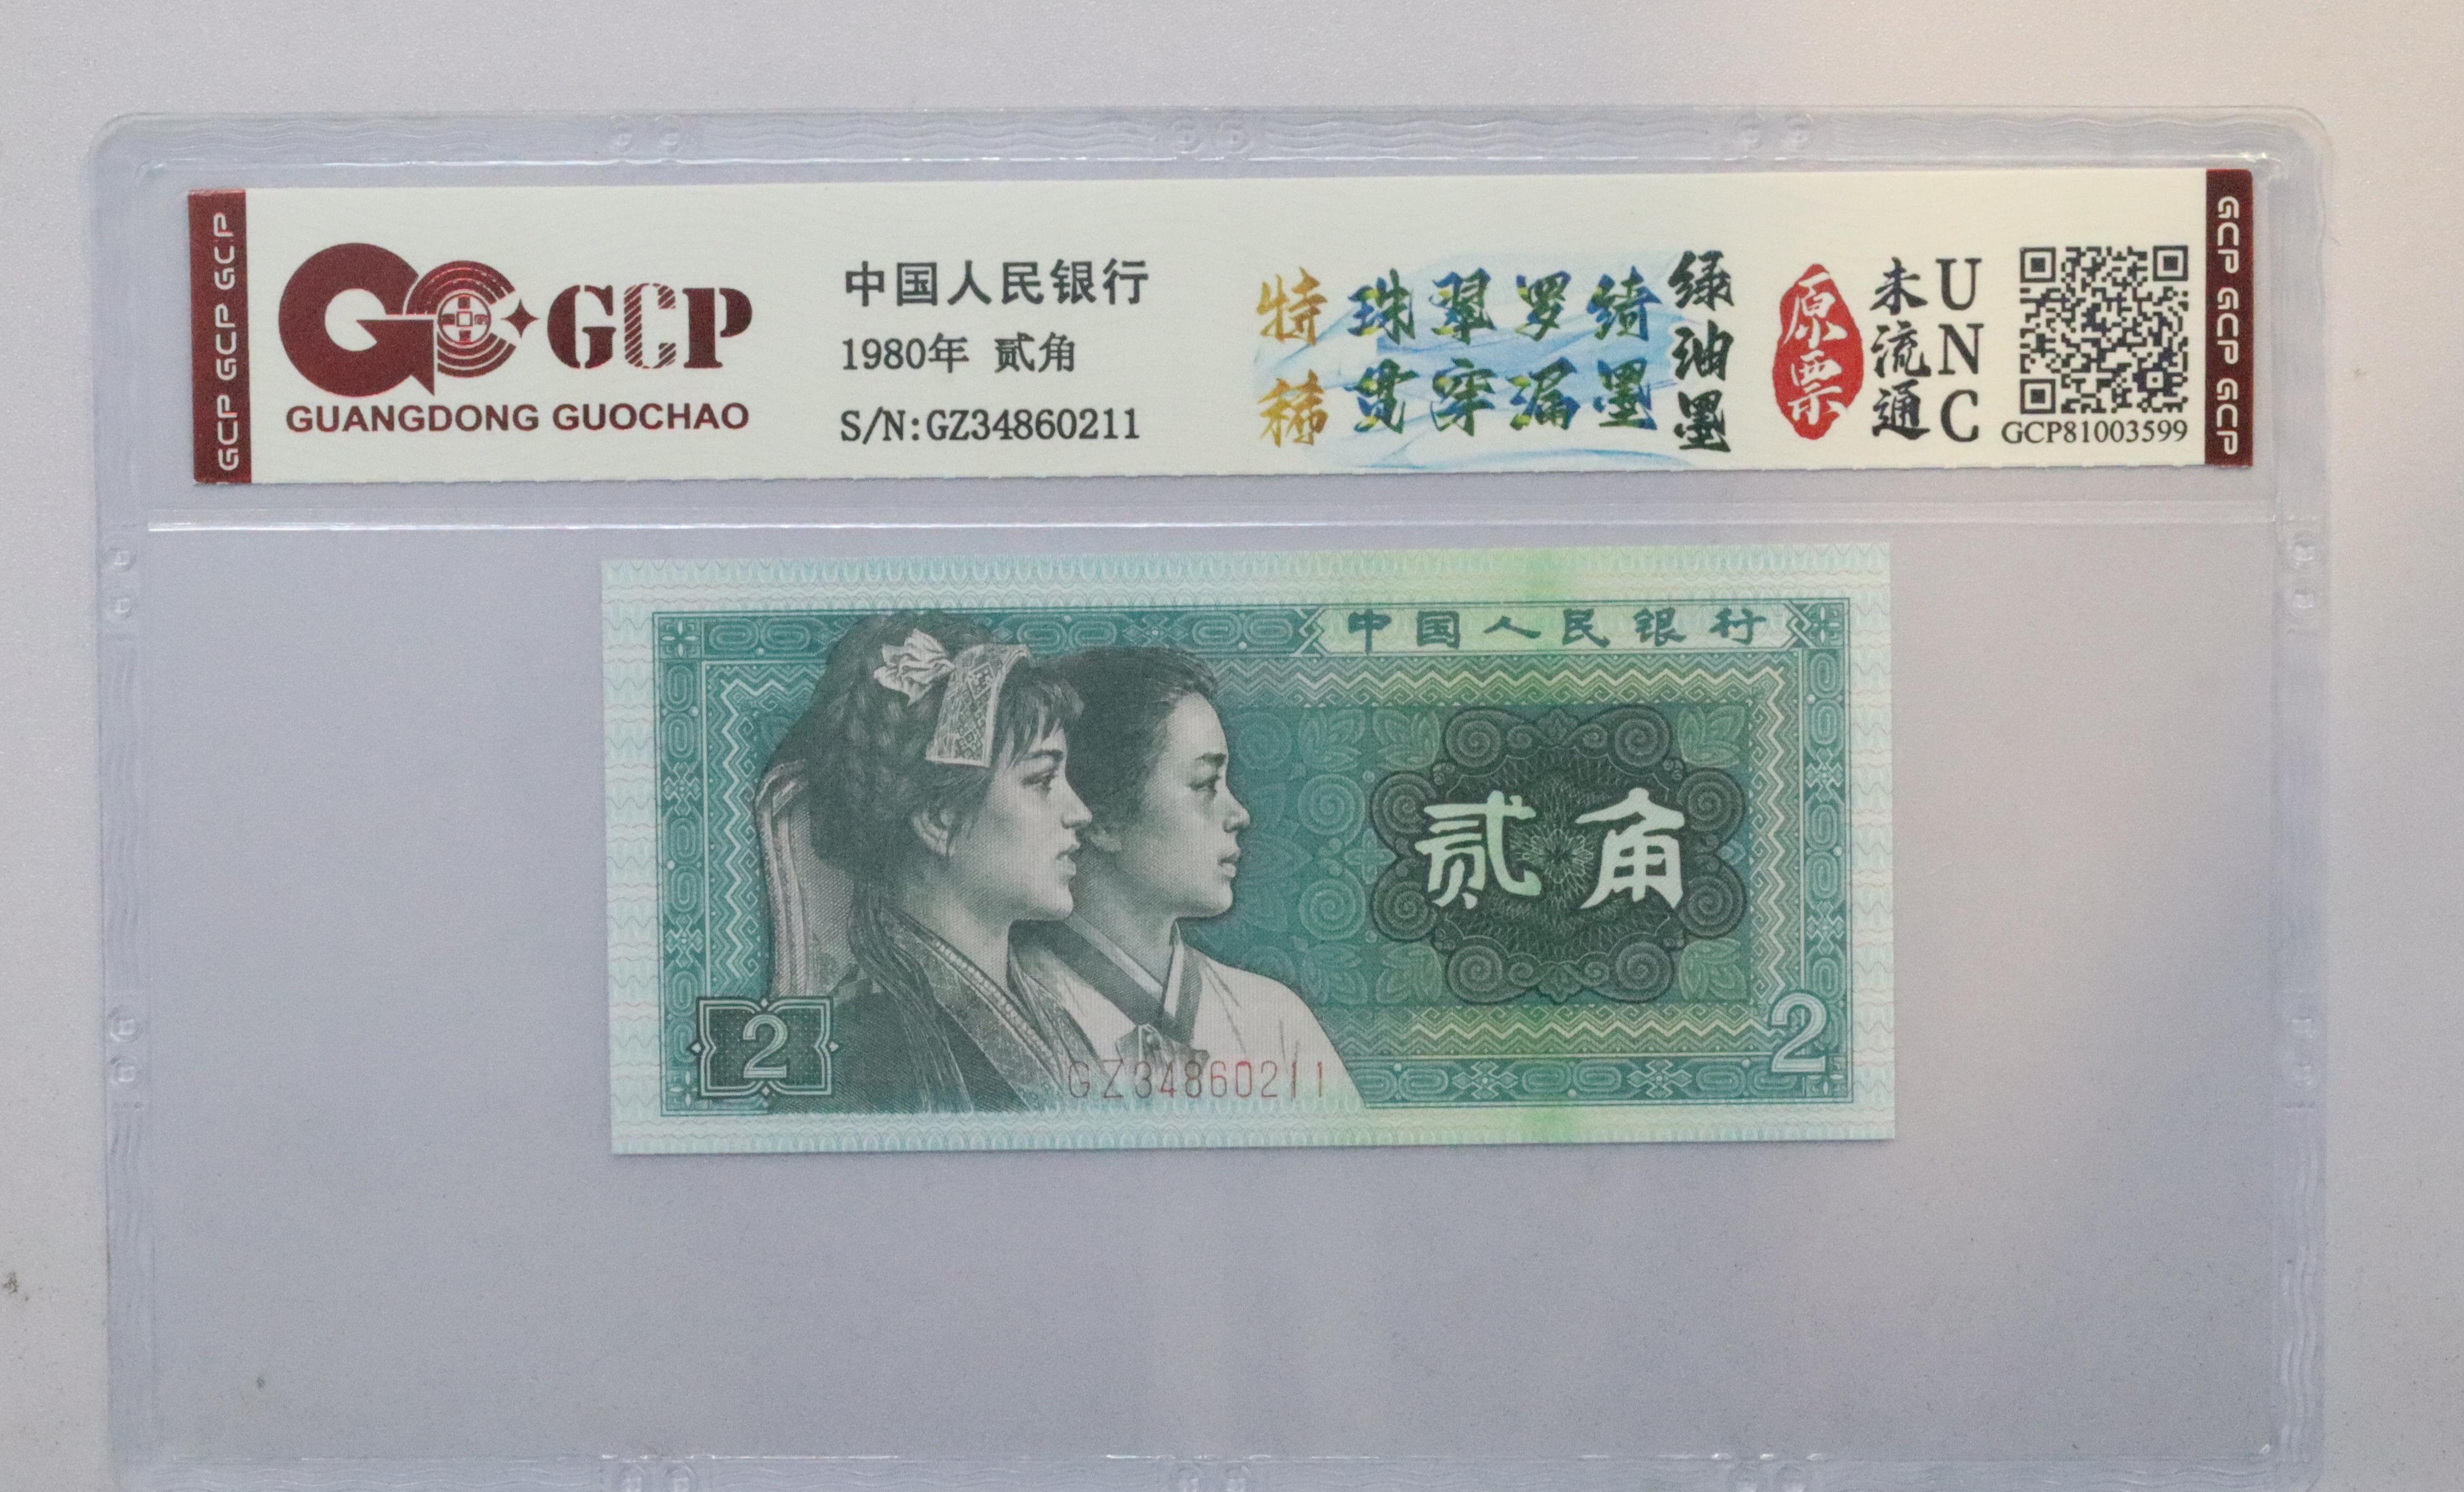 GCP GCP GCP
GCP
GUANGDONG GUOCHAO
中国人民银行
1980年 贰角
S/N:GZ34860211
特稀
珠翠罗绮
贯穿漏墨
绿油墨
原票
未流通
UNC
GCP81003599
GCP GCP GCP
中国人民银行
贰角
2
2
GZ34860211